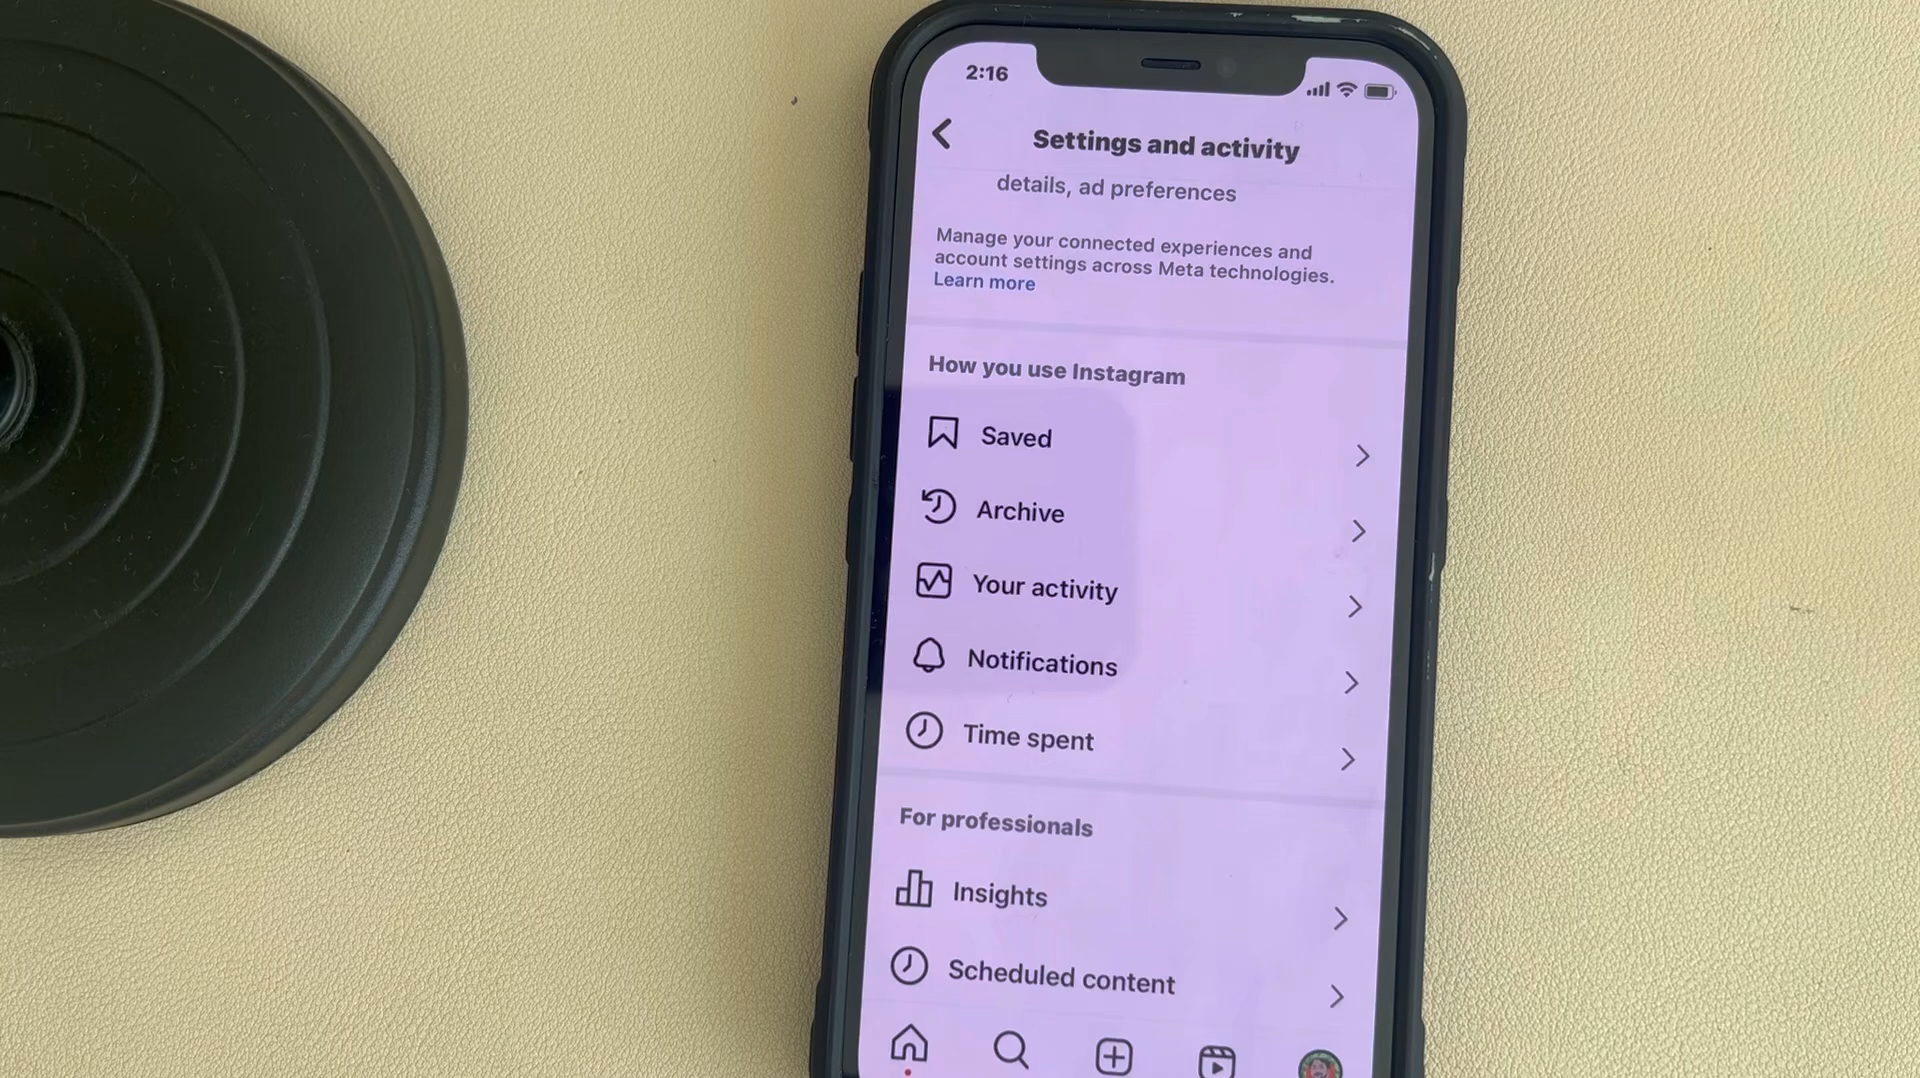 2:16
Settings and activity
details, ad preferences
Manage your connected experiences and
account settings across Meta technologies.
Learn more
How you use Instagram
Saved
Archive
Your activity
Notifications
Time spent
For professionals
Insights
Scheduled content